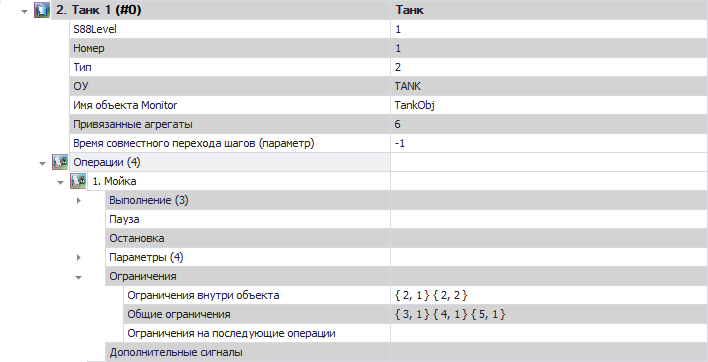 2. Танк 1 (#0) Танк
S88Level 1
Номер 1
Тип 2
ОУ TANK
Имя объекта Monitor TankObj
Привязанные агрегаты 6
Время совместного перехода шагов (параметр) -1
Операции (4)
1. Мойка
Выполнение (3)
Пауза
Остановка
Параметры (4)
Ограничения
Ограничения внутри объекта { 2, 1 } { 2, 2 }
Общие ограничения { 3, 1 } { 4, 1 } { 5, 1 }
Ограничения на последующие операции
Дополнительные сигналы